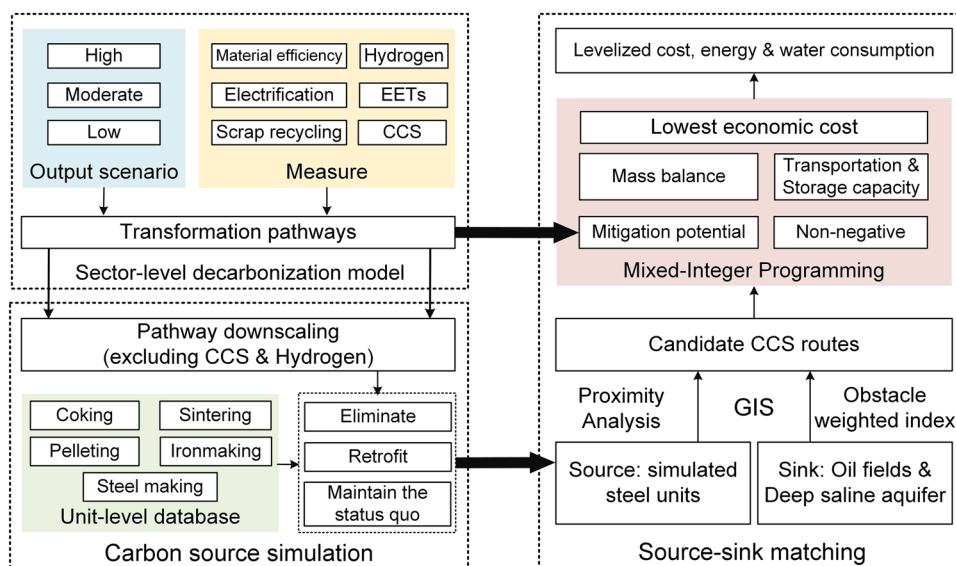 High
Moderate
Low
Output scenario
Material efficiency
Hydrogen
Electrification
EETs
Scrap recycling
CCS
Measure
Transformation pathways
Sector-level decarbonization model
Pathway downscaling
(excluding CCS & Hydrogen)
Coking
Sintering
Pelleting
Ironmaking
Steel making
Unit-level database
Eliminate
Retrofit
Maintain the
status quo
Carbon source simulation
Levelized cost, energy & water consumption
Lowest economic cost
Mass balance
Transportation &
Storage capacity
Mitigation potential
Non-negative
Mixed-Integer Programming
Candidate CCS routes
Proximity
Analysis
GIS
Obstacle
weighted index
Source: simulated
steel units
Sink: Oil fields &
Deep saline aquifer
Source-sink matching